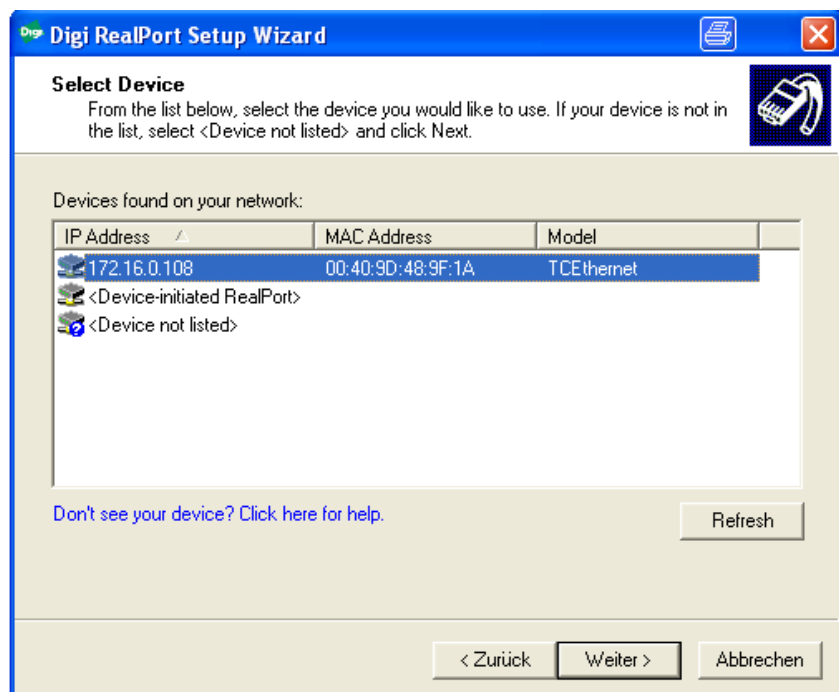 Digi Digi RealPort Setup Wizard
Select Device
From the list below, select the device you would like to use. If your device is not in
the list, select <Device not listed> and click Next.
Devices found on your network:
IP Address MAC Address Model
172.16.0.108 00:40:9D:48:9F:1A TCEthernet
<Device-initiated RealPort>
<Device not listed>
Don't see your device? Click here for help.
Refresh
< Zurück Weiter > Abbrechen